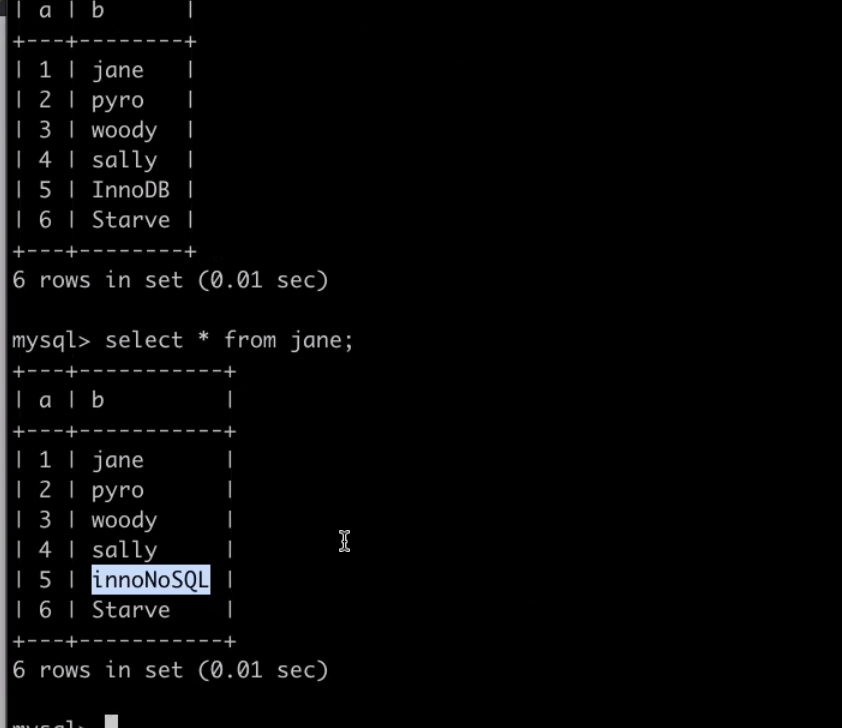 | a | b      |
+---+--------+
| 1 | jane   |
| 2 | pyro   |
| 3 | woody  |
| 4 | sally  |
| 5 | InnoDB |
| 6 | Starve |
+---+--------+
6 rows in set (0.01 sec)
mysql> select * from jane;
+---+-----------+
| a | b         |
+---+-----------+
| 1 | jane      |
| 2 | pyro      |
| 3 | woody     |
| 4 | sally     |
| 5 | innoNoSQL |
| 6 | Starve    |
+---+-----------+
6 rows in set (0.01 sec)
mysql>